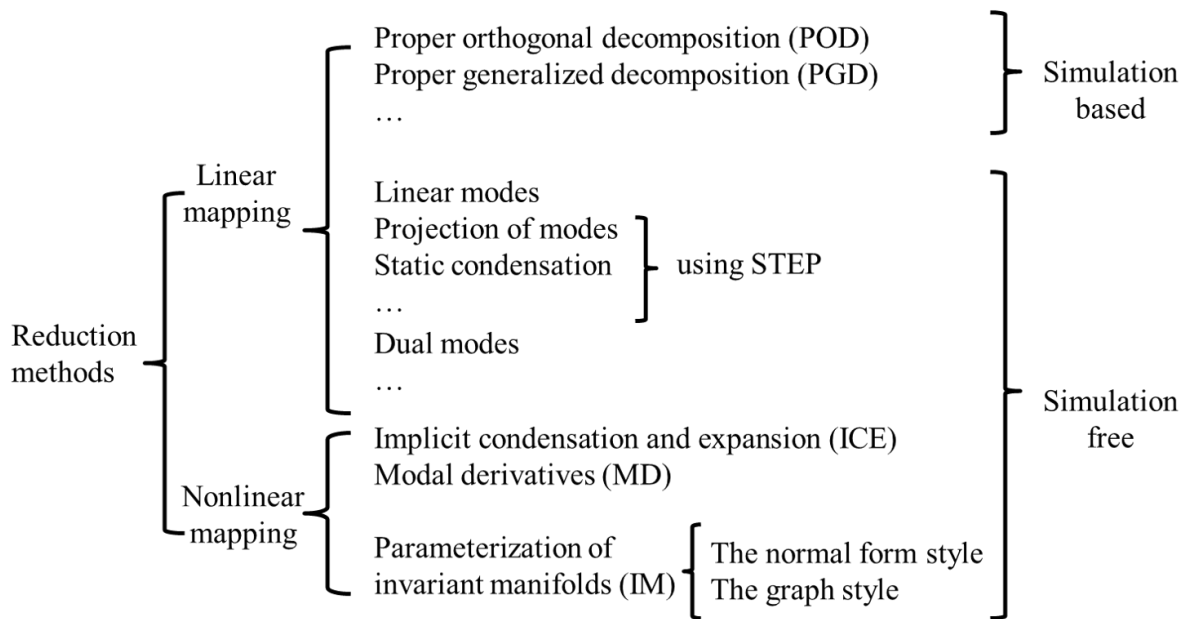 Proper orthogonal decomposition (POD)
Proper generalized decomposition (PGD)
…
Simulation
based
Linear
mapping
Linear modes
Projection of modes
Static condensation
…
using STEP
Dual modes
…
Reduction
methods
Simulation
free
Implicit condensation and expansion (ICE)
Modal derivatives (MD)
Nonlinear
mapping
Parameterization of
invariant manifolds (IM)
The normal form style
The graph style